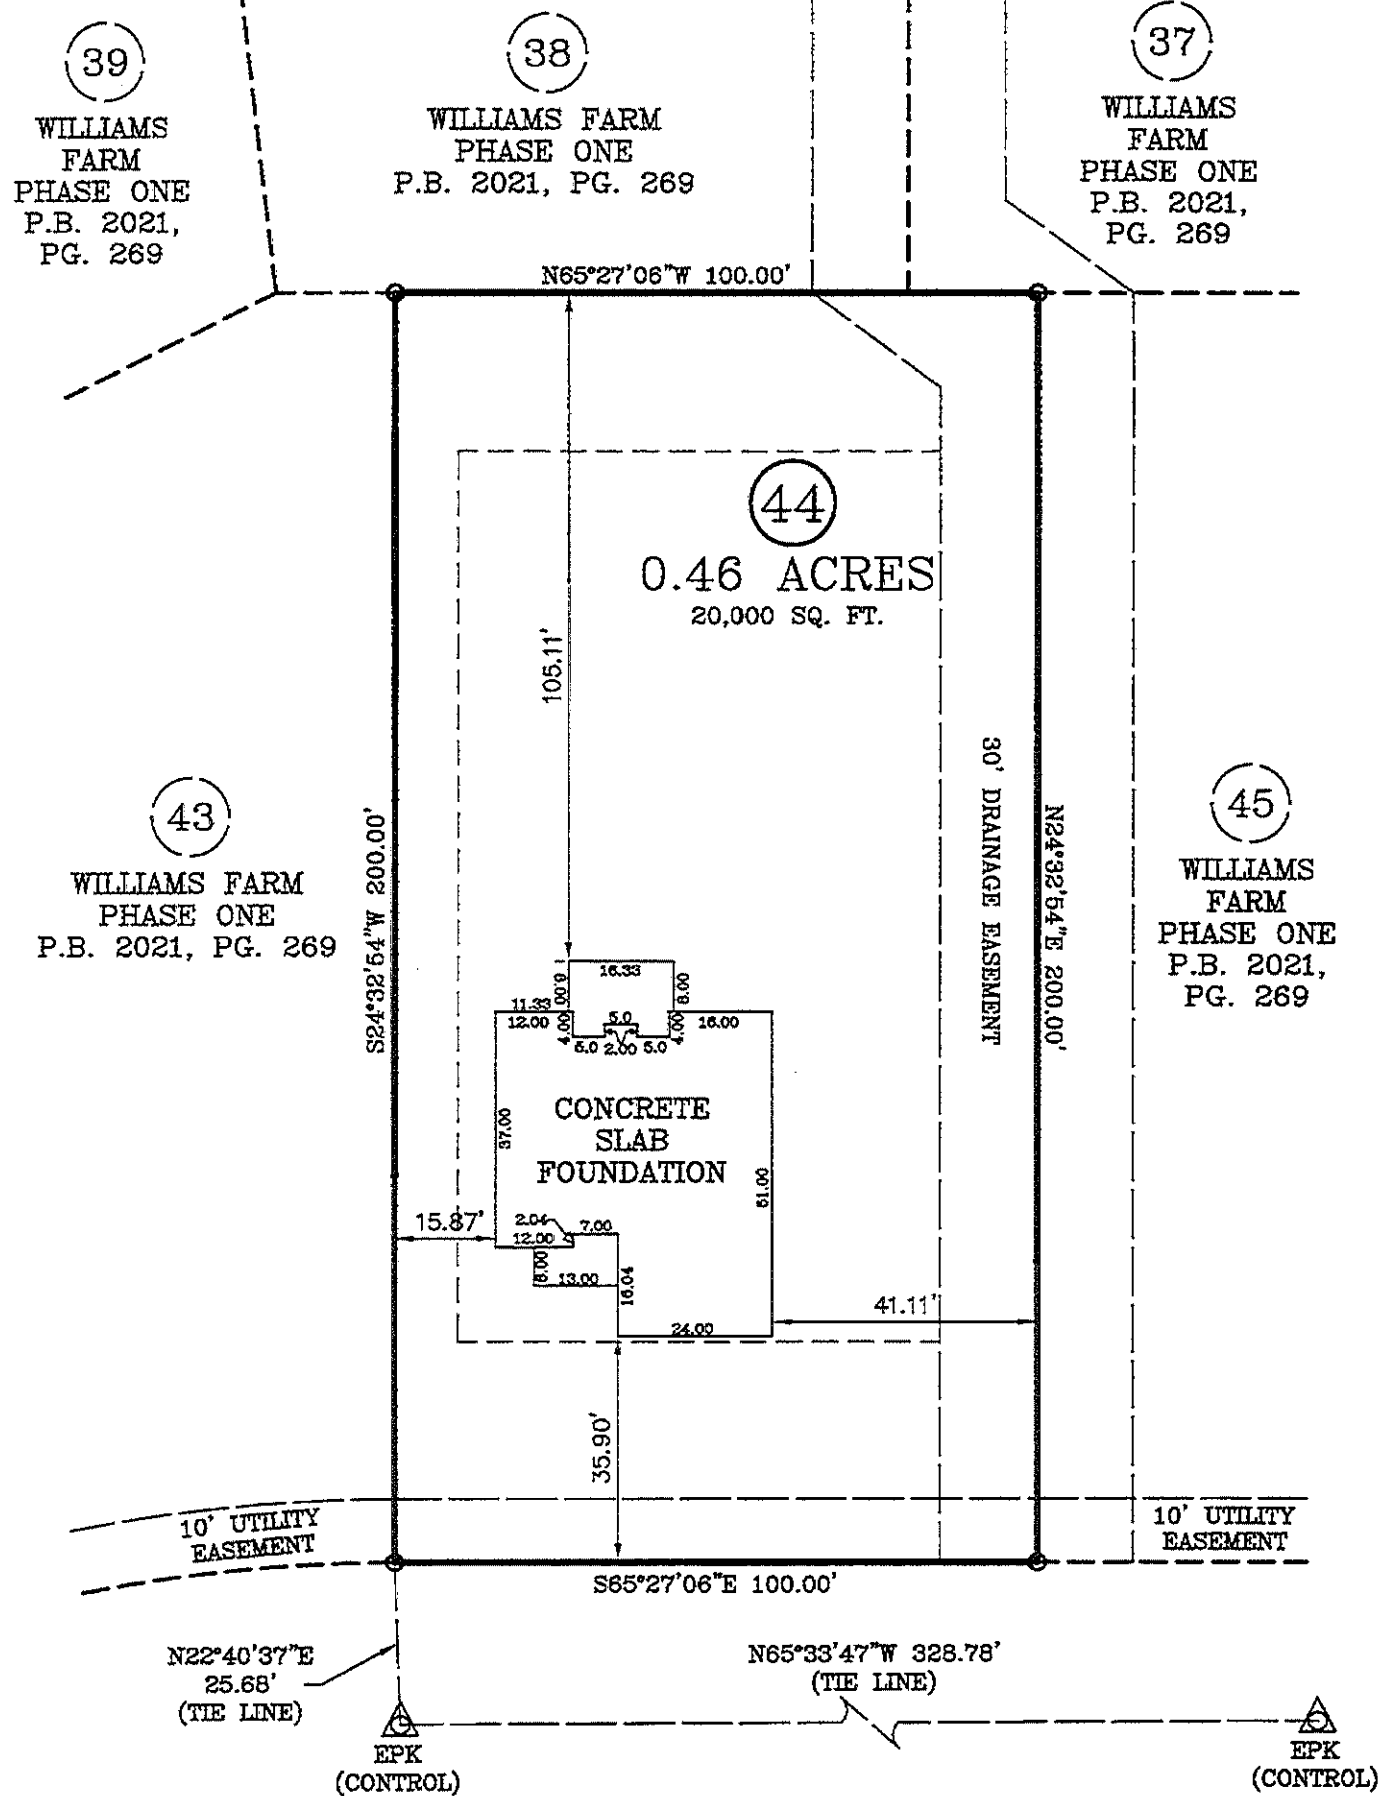 39
WILLIAMS
FARM
PHASE ONE
P.B. 2021,
PG. 269
38
WILLIAMS FARM
PHASE ONE
P.B. 2021, PG. 269
37
WILLIAMS
FARM
PHASE ONE
P.B. 2021,
PG. 269
N65°27'06"W 100.00'
44
0.46 ACRES
20,000 SQ. FT.
105.11'
30' DRAINAGE EASEMENT
43
WILLIAMS FARM
PHASE ONE
P.B. 2021, PG. 269
S24°32'54"W 200.00'
N24°32'54"E 200.00'
45
WILLIAMS
FARM
PHASE ONE
P.B. 2021,
PG. 269
16.33
8.00
11.33
12.00
4.00
5.0
4.00
16.00
2.00
5.0
37.00
CONCRETE
SLAB
FOUNDATION
51.00
15.87'
2.04
7.00
12.00
13.00
16.04
24.00
41.11'
35.90'
10' UTILITY
EASEMENT
10' UTILITY
EASEMENT
S65°27'06"E 100.00'
N22°40'37"E
25.68'
(TIE LINE)
N65°33'47"W 328.78'
(TIE LINE)
EPK
(CONTROL)
EPK
(CONTROL)